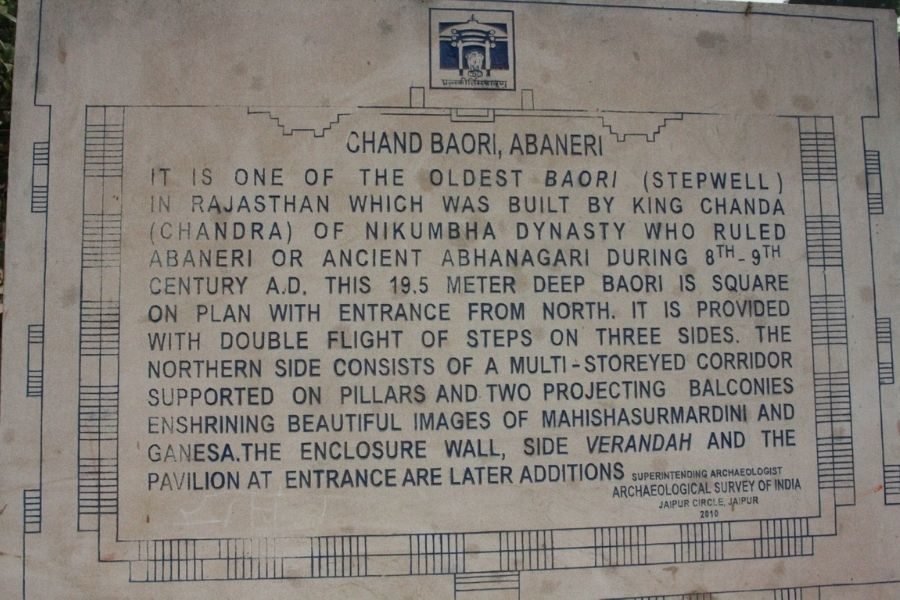 प्रत्नकीर्तिमपावृणु
CHAND BAORI, ABANERI
IT IS ONE OF THE OLDEST BAORI (STEPWELL)
IN RAJASTHAN WHICH WAS BUILT BY KING CHANDA
(CHANDRA) OF NIKUMBHA DYNASTY WHO RULED
ABANERI OR ANCIENT ABHANAGARI DURING 8TH-9TH
CENTURY A.D. THIS 19.5 METER DEEP BAORI IS SQUARE
ON PLAN WITH ENTRANCE FROM NORTH. IT IS PROVIDED
WITH DOUBLE FLIGHT OF STEPS ON THREE SIDES. THE
NORTHERN SIDE CONSISTS OF A MULTI-STOREYED CORRIDOR
SUPPORTED ON PILLARS AND TWO PROJECTING BALCONIES
ENSHRINING BEAUTIFUL IMAGES OF MAHISHASURMARDINI AND
GANESA.THE ENCLOSURE WALL, SIDE VERANDAH AND THE
PAVILION AT ENTRANCE ARE LATER ADDITIONS
SUPERINTENDING ARCHAEOLOGIST
ARCHAEOLOGICAL SURVEY OF INDIA
JAIPUR CIRCLE, JAIPUR
2010